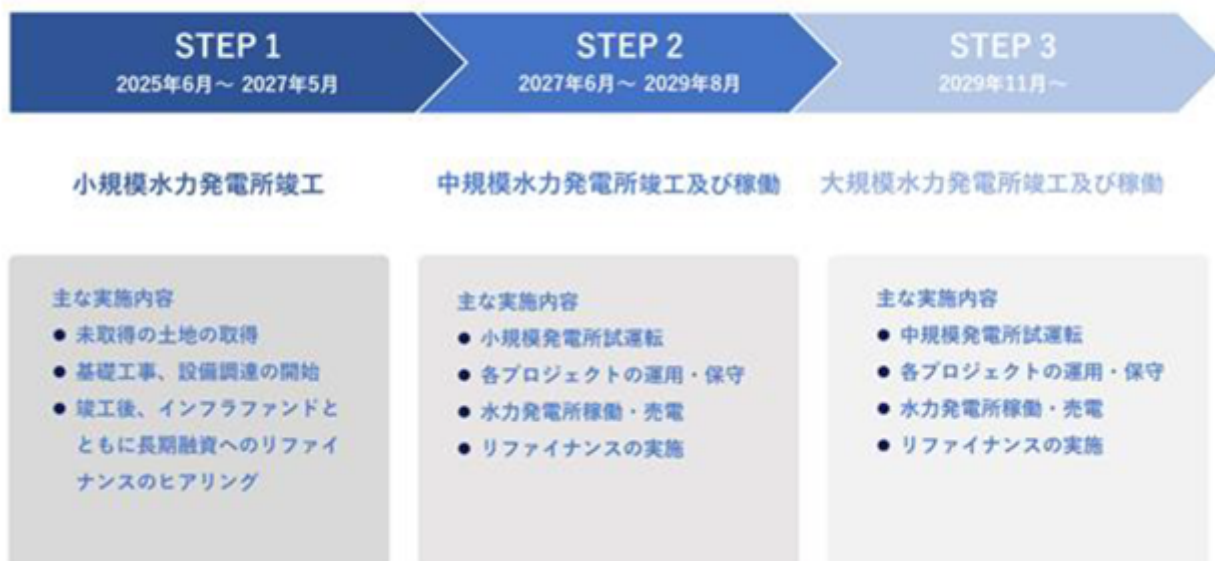 STEP 1
2025年6月～ 2027年5月
STEP 2
2027年6月～ 2029年8月
STEP 3
2029年11月～
小規模水力発電所竣工
中規模水力発電所竣工及び稼働
大規模水力発電所竣工及び稼働
主な実施内容
● 未取得の土地の取得
● 基礎工事、設備調達の開始
● 竣工後、インフラファンドと
ともに長期融資へのリファイ
ナンスのヒアリング
主な実施内容
● 小規模発電所試運転
● 各プロジェクトの運用・保守
● 水力発電所稼働・売電
● リファイナンスの実施
主な実施内容
● 中規模発電所試運転
● 各プロジェクトの運用・保守
● 水力発電所稼働・売電
● リファイナンスの実施